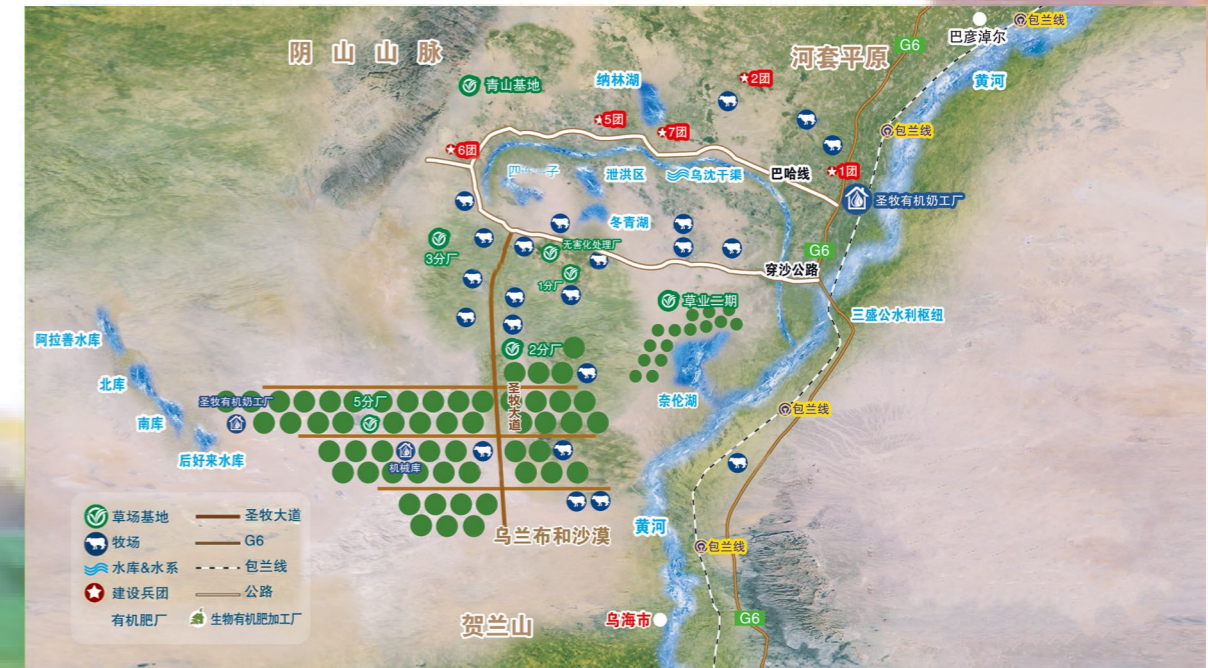 阴山山脉
河套平原
G6
巴彦淖尔
包兰线
黄河
青山基地
纳林湖
2团
5团
7团
包兰线
6团
四
子
泄洪区
乌沈干渠
巴哈线
1团
圣牧有机奶工厂
冬青湖
3分厂
无害化处理厂
1分厂
G6
穿沙公路
草业二期
三盛公水利枢纽
阿拉善水库
2分厂
北库
圣牧大道
奈伦湖
圣牧有机奶工厂
5分厂
包兰线
南库
后好来水库
机械库
乌兰布和沙漠
黄河
包兰线
贺兰山
乌海市
G6
草场基地
圣牧大道
牧场
G6
水库&水系
包兰线
建设兵团
公路
有机肥厂
生物有机肥加工厂